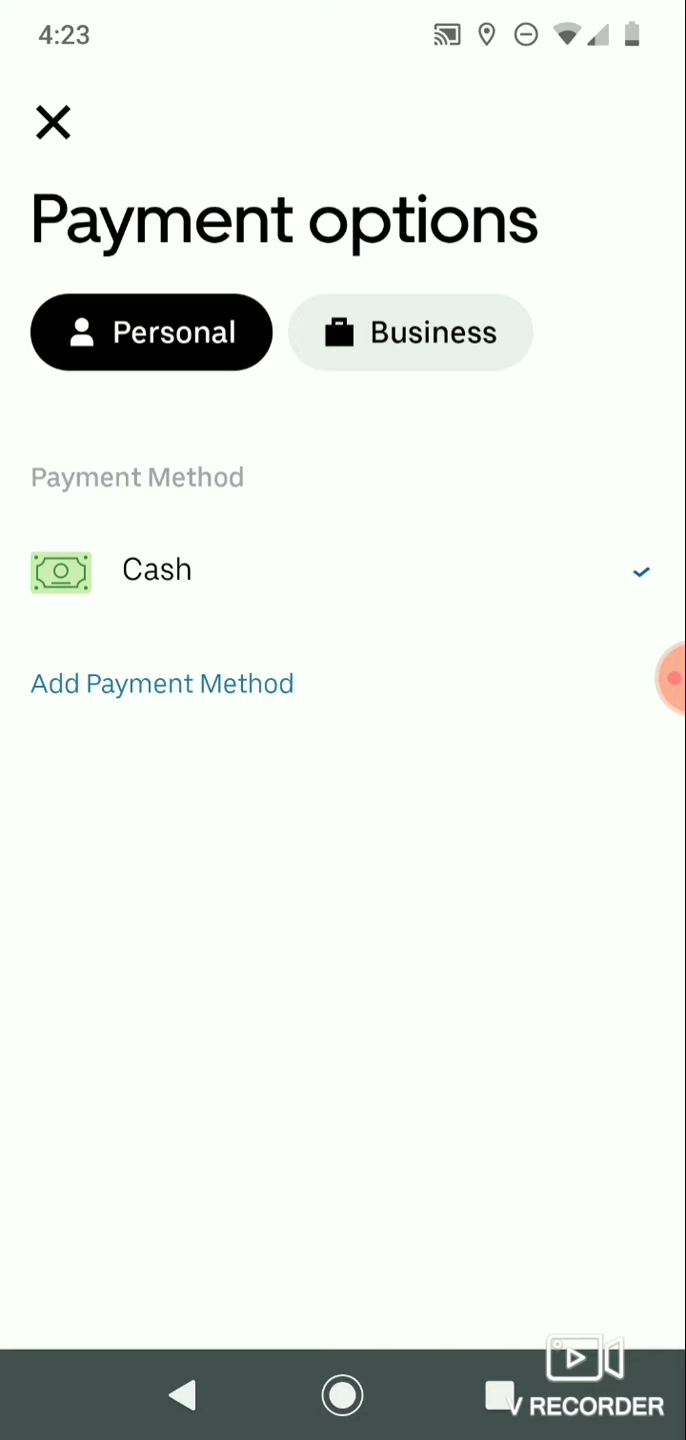 4:23
Payment options
Personal
Business
Payment Method
Cash
Add Payment Method
V RECORDER